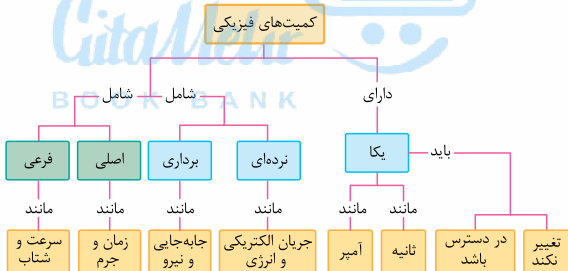 GitaMehr
BOOK BANK
کمیت‌های فیزیکی
دارای
شامل
شامل
باید
یکا
نرده‌ای
برداری
اصلی
فرعی
مانند
مانند
مانند
مانند
مانند
مانند
تغییر
نکند
در دسترس
باشد
ثانیه
آمپر
جریان الکتریکی
و انرژی
جابه‌جایی
و نیرو
زمان و
جرم
سرعت و
شتاب